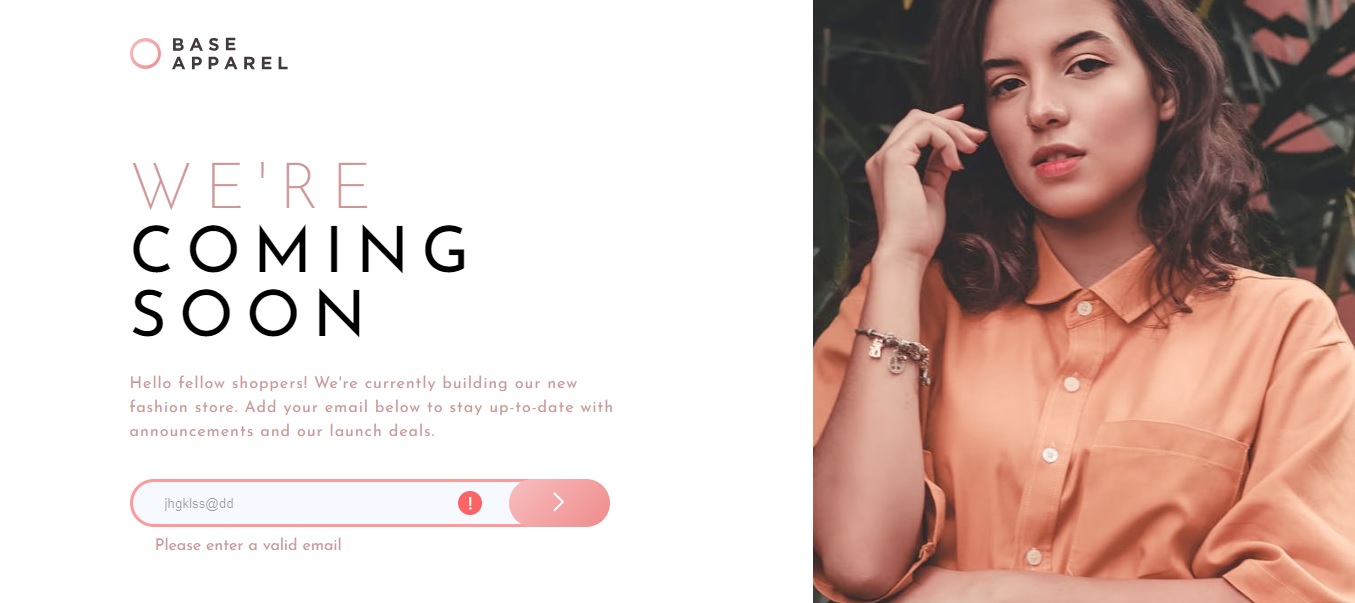 BASE
APPAREL
WE'RE
COMING
SOON
Hello fellow shoppers! We're currently building our new
fashion store. Add your email below to stay up-to-date with
announcements and our launch deals.
jhgklss@dd
!
Please enter a valid email